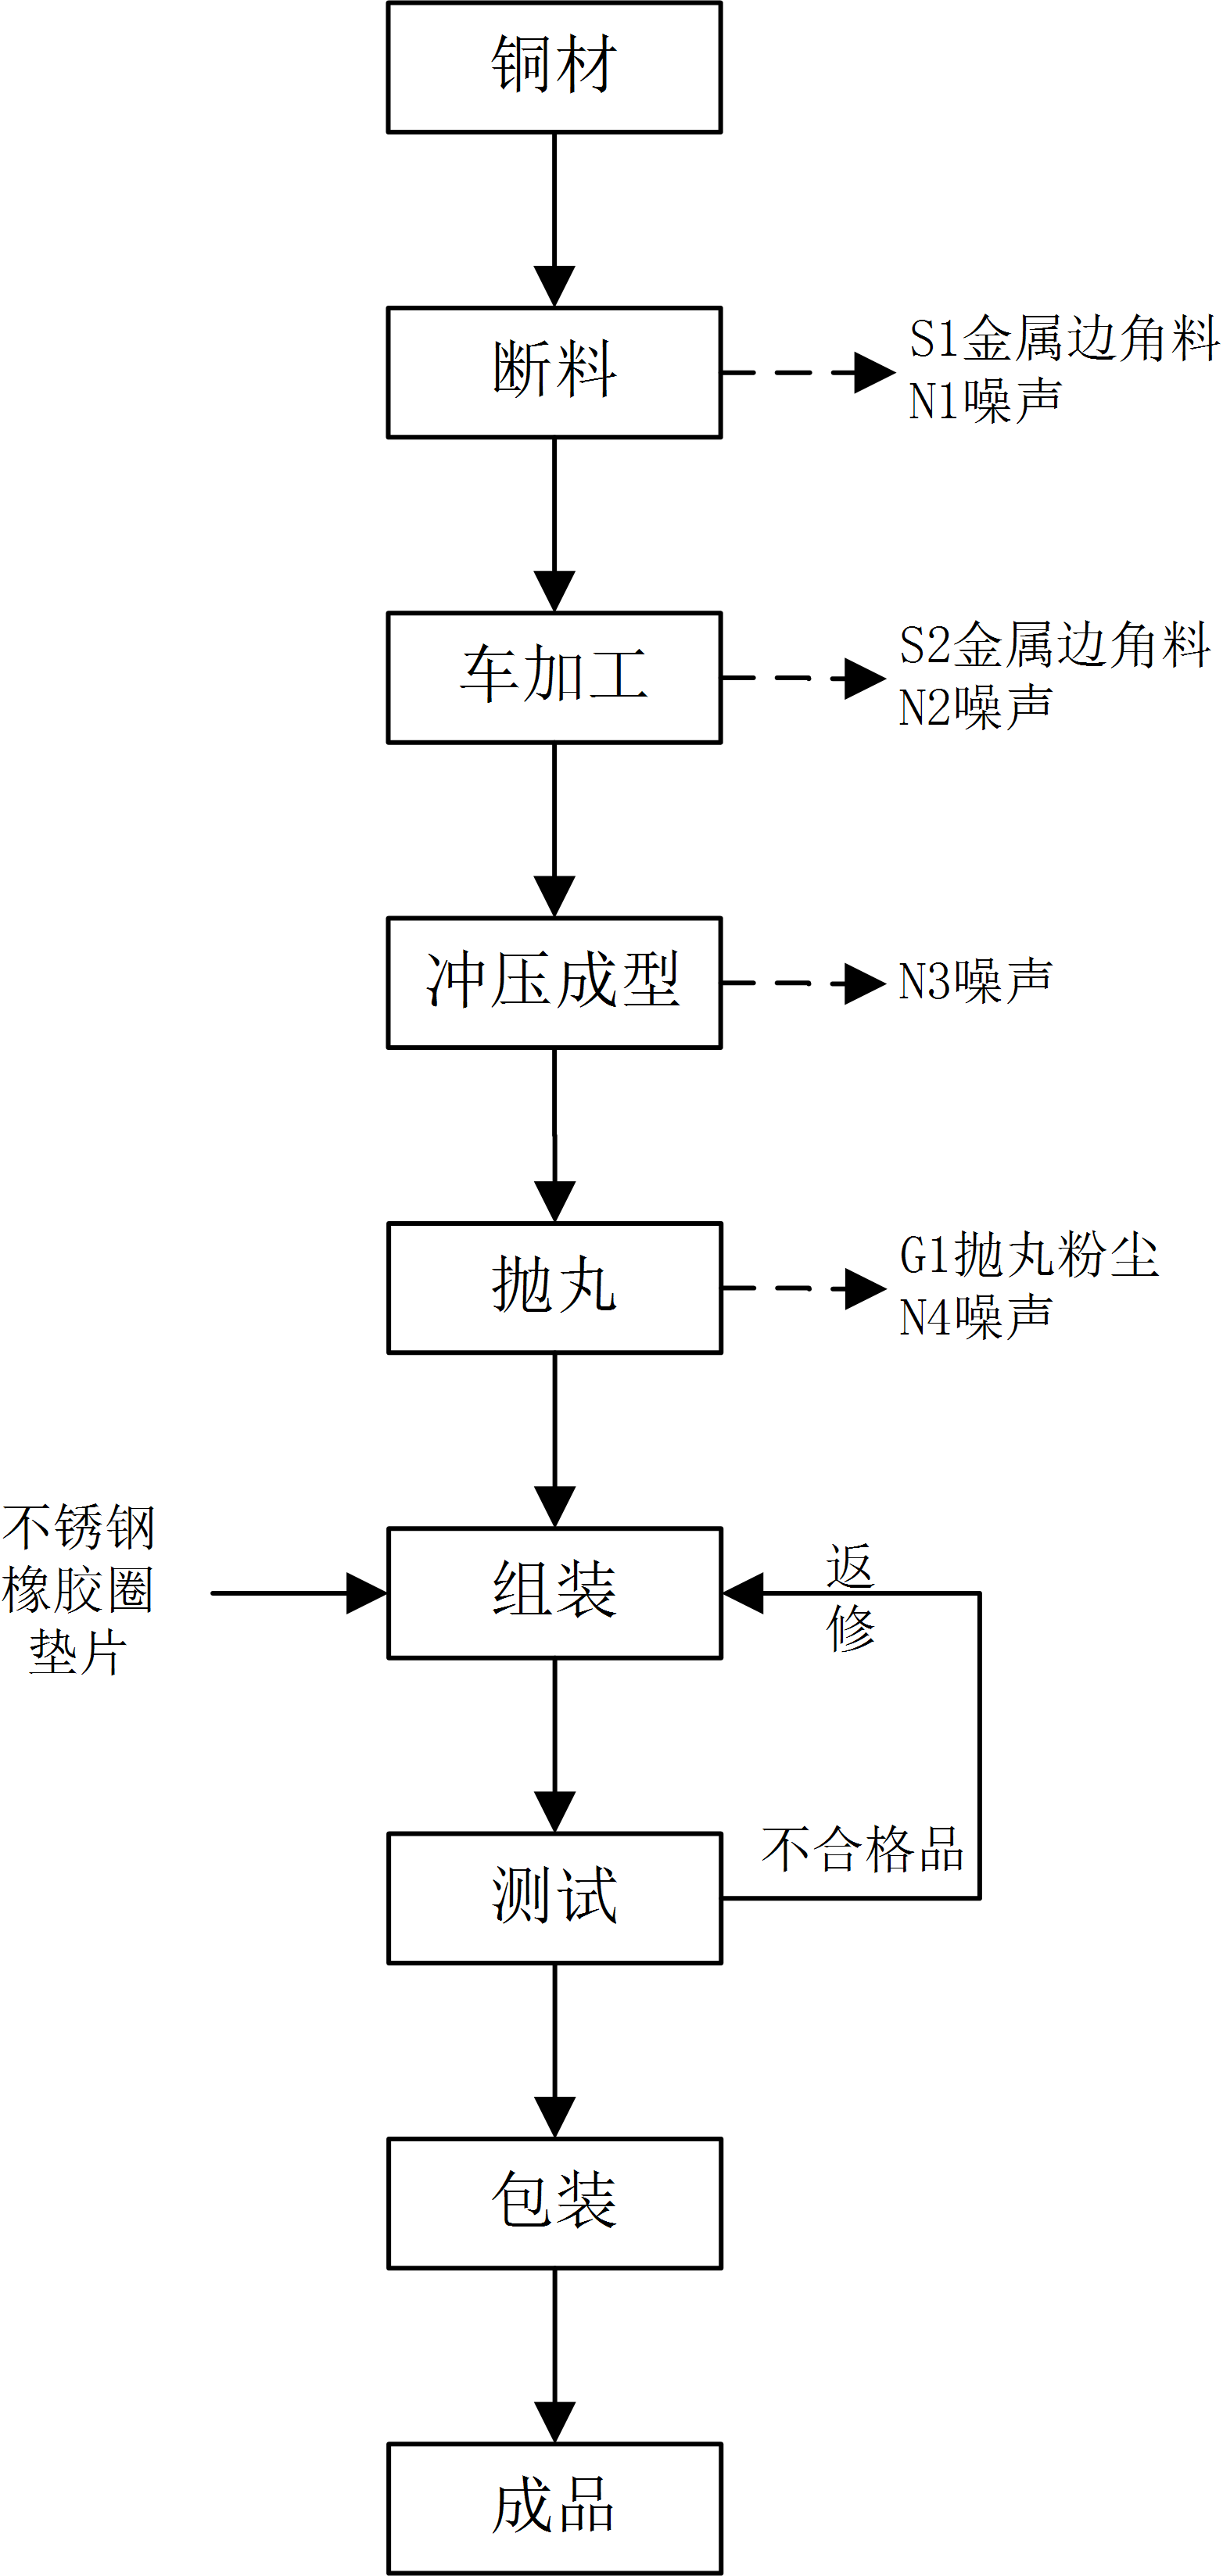 铜材
断料
S1金属边角料
N1噪声
车加工
S2金属边角料
N2噪声
冲压成型
N3噪声
抛丸
G1抛丸粉尘
N4噪声
不锈钢
橡胶圈
垫片
组装
返
修
测试
不合格品
包装
成品